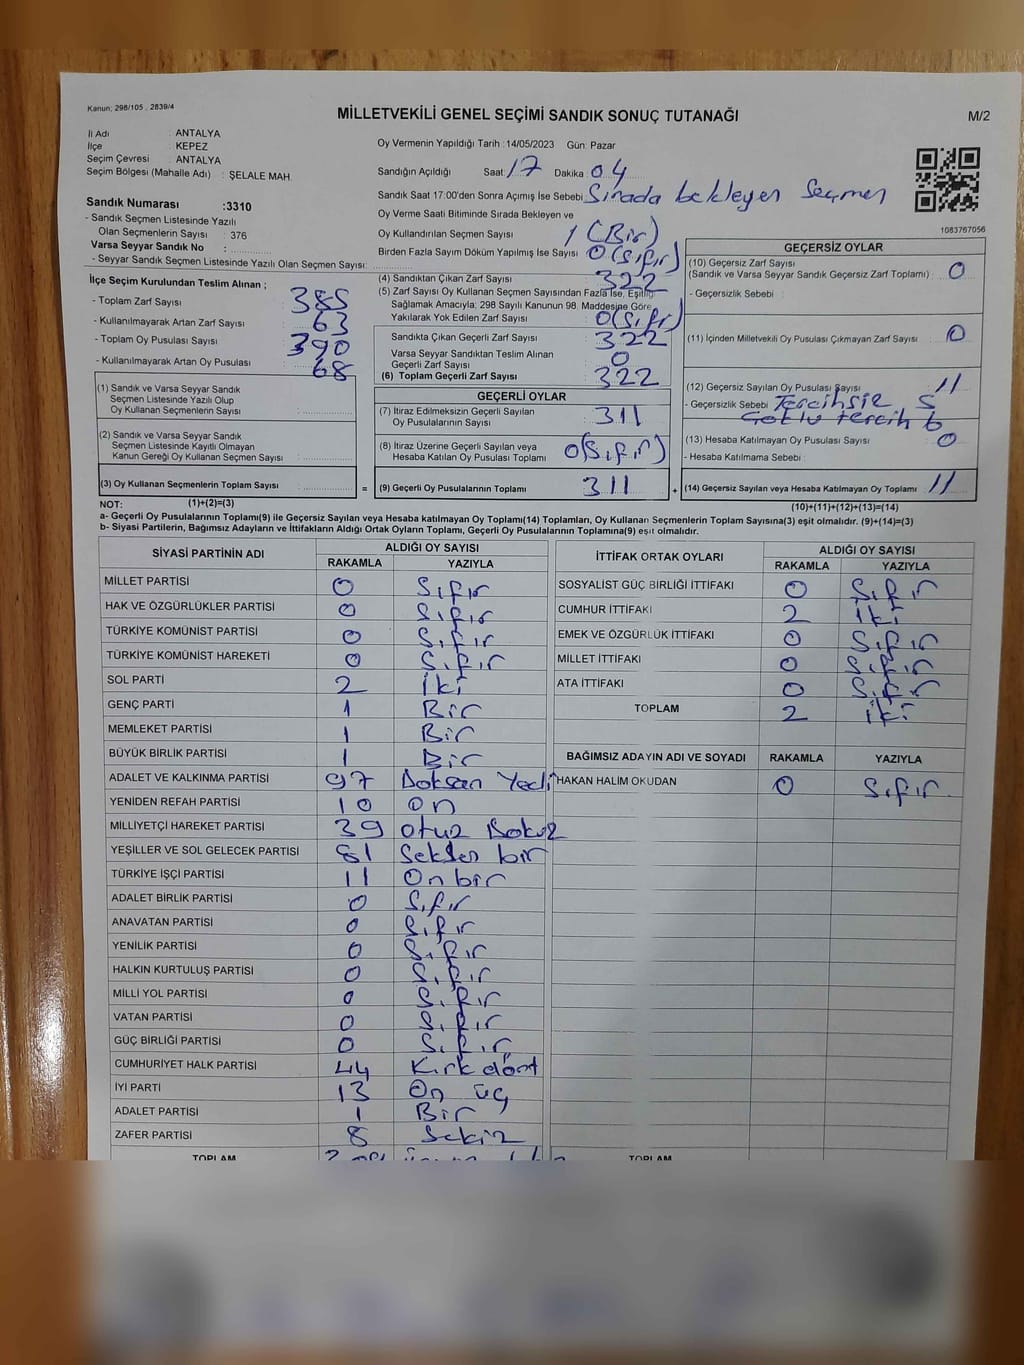 Kanun; 298/105 , 2839/4
MİLLETVEKİLİ GENEL SEÇİMİ SANDIK SONUÇ TUTANAĞI
M/2
İl Adı : ANTALYA
İlçe : KEPEZ
Seçim Çevresi : ANTALYA
Seçim Bölgesi (Mahalle Adı) : ŞELALE MAH.
Oy Vermenin Yapıldığı Tarih : 14/05/2023 Gün: Pazar
Sandığın Açıldığı Saat: 17 Dakika : 04
Sandık Saat 17:00'den Sonra Açımış İse Sebebi Sırada bekleyen Seçmen
Oy Verme Saati Bitiminde Sırada Bekleyen ve
Oy Kullandırılan Seçmen Sayısı : 1 (Bir)
Birden Fazla Sayım Döküm Yapılmış İse Sayısı : 0 (Sıfır)
1083767056
Sandık Numarası :3310
- Sandık Seçmen Listesinde Yazılı
Olan Seçmenlerin Sayısı : 376
Varsa Seyyar Sandık No :
- Seyyar Sandık Seçmen Listesinde Yazılı Olan Seçmen Sayısı:
İlçe Seçim Kurulundan Teslim Alınan ;
- Toplam Zarf Sayısı : 385
- Kullanılmayarak Artan Zarf Sayısı : 63
- Toplam Oy Pusulası Sayısı : 390
- Kullanılmayarak Artan Oy Pusulası : 68
(4) Sandıktan Çıkan Zarf Sayısı : 322
(5) Zarf Sayısı Oy Kullanan Seçmen Sayısından Fazla İse, Eşitliği
Sağlamak Amacıyla; 298 Sayılı Kanunun 98. Maddesine Göre
Yakılarak Yok Edilen Zarf Sayısı : 0(Sıfır)
Sandıkta Çıkan Geçerli Zarf Sayısı : 322
Varsa Seyyar Sandıktan Teslim Alınan
Geçerli Zarf Sayısı : 0
(6) Toplam Geçerli Zarf Sayısı : 322
GEÇERSİZ OYLAR
(10) Geçersiz Zarf Sayısı
(Sandık ve Varsa Seyyar Sandık Geçersiz Zarf Toplamı) : 0
- Geçersizlik Sebebi :
(11) İçinden Milletvekili Oy Pusulası Çıkmayan Zarf Sayısı : 0
(12) Geçersiz Sayılan Oy Pusulası Sayısı : 11
- Geçersizlik Sebebi Tercihsiz 5
Çoklu tercih 6
(13) Hesaba Katılmayan Oy Pusulası Sayısı : 0
- Hesaba Katılmama Sebebi :
(1) Sandık ve Varsa Seyyar Sandık
Seçmen Listesinde Yazılı Olup
Oy Kullanan Seçmenlerin Sayısı :
(2) Sandık ve Varsa Seyyar Sandık
Seçmen Listesinde Kayıtlı Olmayan
Kanun Gereği Oy Kullanan Seçmen Sayısı :
(3) Oy Kullanan Seçmenlerin Toplam Sayısı : =
GEÇERLİ OYLAR
(7) İtiraz Edilmeksizin Geçerli Sayılan
Oy Pusulalarının Sayısı : 311
(8) İtiraz Üzerine Geçerli Sayılan veya
Hesaba Katılan Oy Pusulası Toplamı : 0(Sıfır)
(9) Geçerli Oy Pusulalarının Toplamı : 311 +
(14) Geçersiz Sayılan veya Hesaba Katılmayan Oy Toplamı : 11
NOT: (1)+(2)=(3)
(10)+(11)+(12)+(13)=(14)
a- Geçerli Oy Pusulalarının Toplamı(9) ile Geçersiz Sayılan veya Hesaba katılmayan Oy Toplamı(14) Toplamları, Oy Kullanan Seçmenlerin Toplam Sayısına(3) eşit olmalıdır. (9)+(14)=(3)
b- Siyasi Partilerin, Bağımsız Adayların ve İttifakların Aldığı Ortak Oyların Toplamı, Geçerli Oy Pusulalarının Toplamına(9) eşit olmalıdır.
SİYASİ PARTİNİN ADI ALDIĞI OY SAYISI
RAKAMLA YAZIYLA
MİLLET PARTİSİ 0 Sıfır
HAK VE ÖZGÜRLÜKLER PARTİSİ 0 Sıfır
TÜRKİYE KOMÜNİST PARTİSİ 0 Sıfır
TÜRKİYE KOMÜNİST HAREKETİ 0 Sıfır
SOL PARTİ 2 İki
GENÇ PARTİ 1 Bir
MEMLEKET PARTİSİ 1 Bir
BÜYÜK BİRLİK PARTİSİ 1 Bir
ADALET VE KALKINMA PARTİSİ 97 Doksan Yedi
YENİDEN REFAH PARTİSİ 10 On
MİLLİYETÇİ HAREKET PARTİSİ 39 Otuz Dokuz
YEŞİLLER VE SOL GELECEK PARTİSİ 81 Seksen bir
TÜRKİYE İŞÇİ PARTİSİ 11 On bir
ADALET BİRLİK PARTİSİ 0 Sıfır
ANAVATAN PARTİSİ 0 Sıfır
YENİLİK PARTİSİ 0 Sıfır
HALKIN KURTULUŞ PARTİSİ 0 Sıfır
MİLLİ YOL PARTİSİ 0 Sıfır
VATAN PARTİSİ 0 Sıfır
GÜÇ BİRLİĞİ PARTİSİ 0 Sıfır
CUMHURİYET HALK PARTİSİ 44 Kırk dört
İYİ PARTİ 13 On üç
ADALET PARTİSİ 1 Bir
ZAFER PARTİSİ 8 Sekiz
TOPLAM
İTTİFAK ORTAK OYLARI ALDIĞI OY SAYISI
RAKAMLA YAZIYLA
SOSYALİST GÜÇ BİRLİĞİ İTTİFAKI 0 Sıfır
CUMHUR İTTİFAKI 2 İki
EMEK VE ÖZGÜRLÜK İTTİFAKI 0 Sıfır
MİLLET İTTİFAKI 0 Sıfır
ATA İTTİFAKI 0 Sıfır
TOPLAM 2 İki
BAĞIMSIZ ADAYIN ADI VE SOYADI RAKAMLA YAZIYLA
HAKAN HALİM OKUDAN 0 Sıfır
TOPLAM